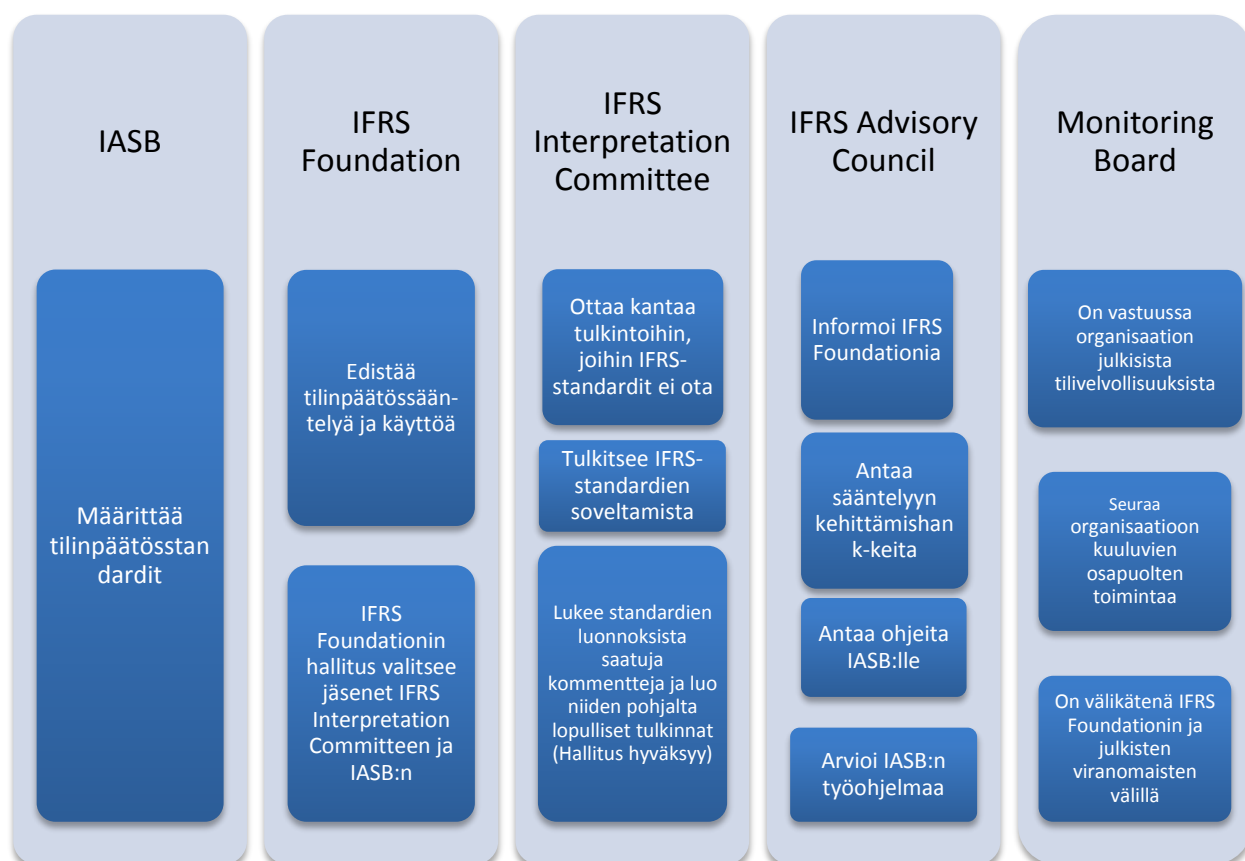 IASB
Määrittää
tilinpäätösstan
dardit
IFRS
Foundation
Edistää
tilinpäätössään-
telyä ja käyttöä
IFRS
Foundationin
hallitus valitsee
jäsenet IFRS
Interpretation
Committeen ja
IASB:n
IFRS
Interpretation
Committee
Ottaa kantaa
tulkintoihin,
joihin IFRS-
standardit ei ota
Tulkitsee IFRS-
standardien
soveltamista
Lukee standardien
luonnoksista
saatuja
kommentteja ja luo
niiden pohjalta
lopulliset tulkinnat
(Hallitus hyväksyy)
IFRS Advisory
Council
Informoi IFRS
Foundationia
Antaa
sääntelyyn
kehittämishan
k-keita
Antaa ohjeita
IASB:lle
Arvioi IASB:n
työohjelmaa
Monitoring
Board
On vastuussa
organisaation
julkisista
tilivelvollisuuksista
Seuraa
organisaatioon
kuuluvien
osapuolten
toimintaa
On välikätenä IFRS
Foundationin ja
julkisten
viranomaisten
välillä